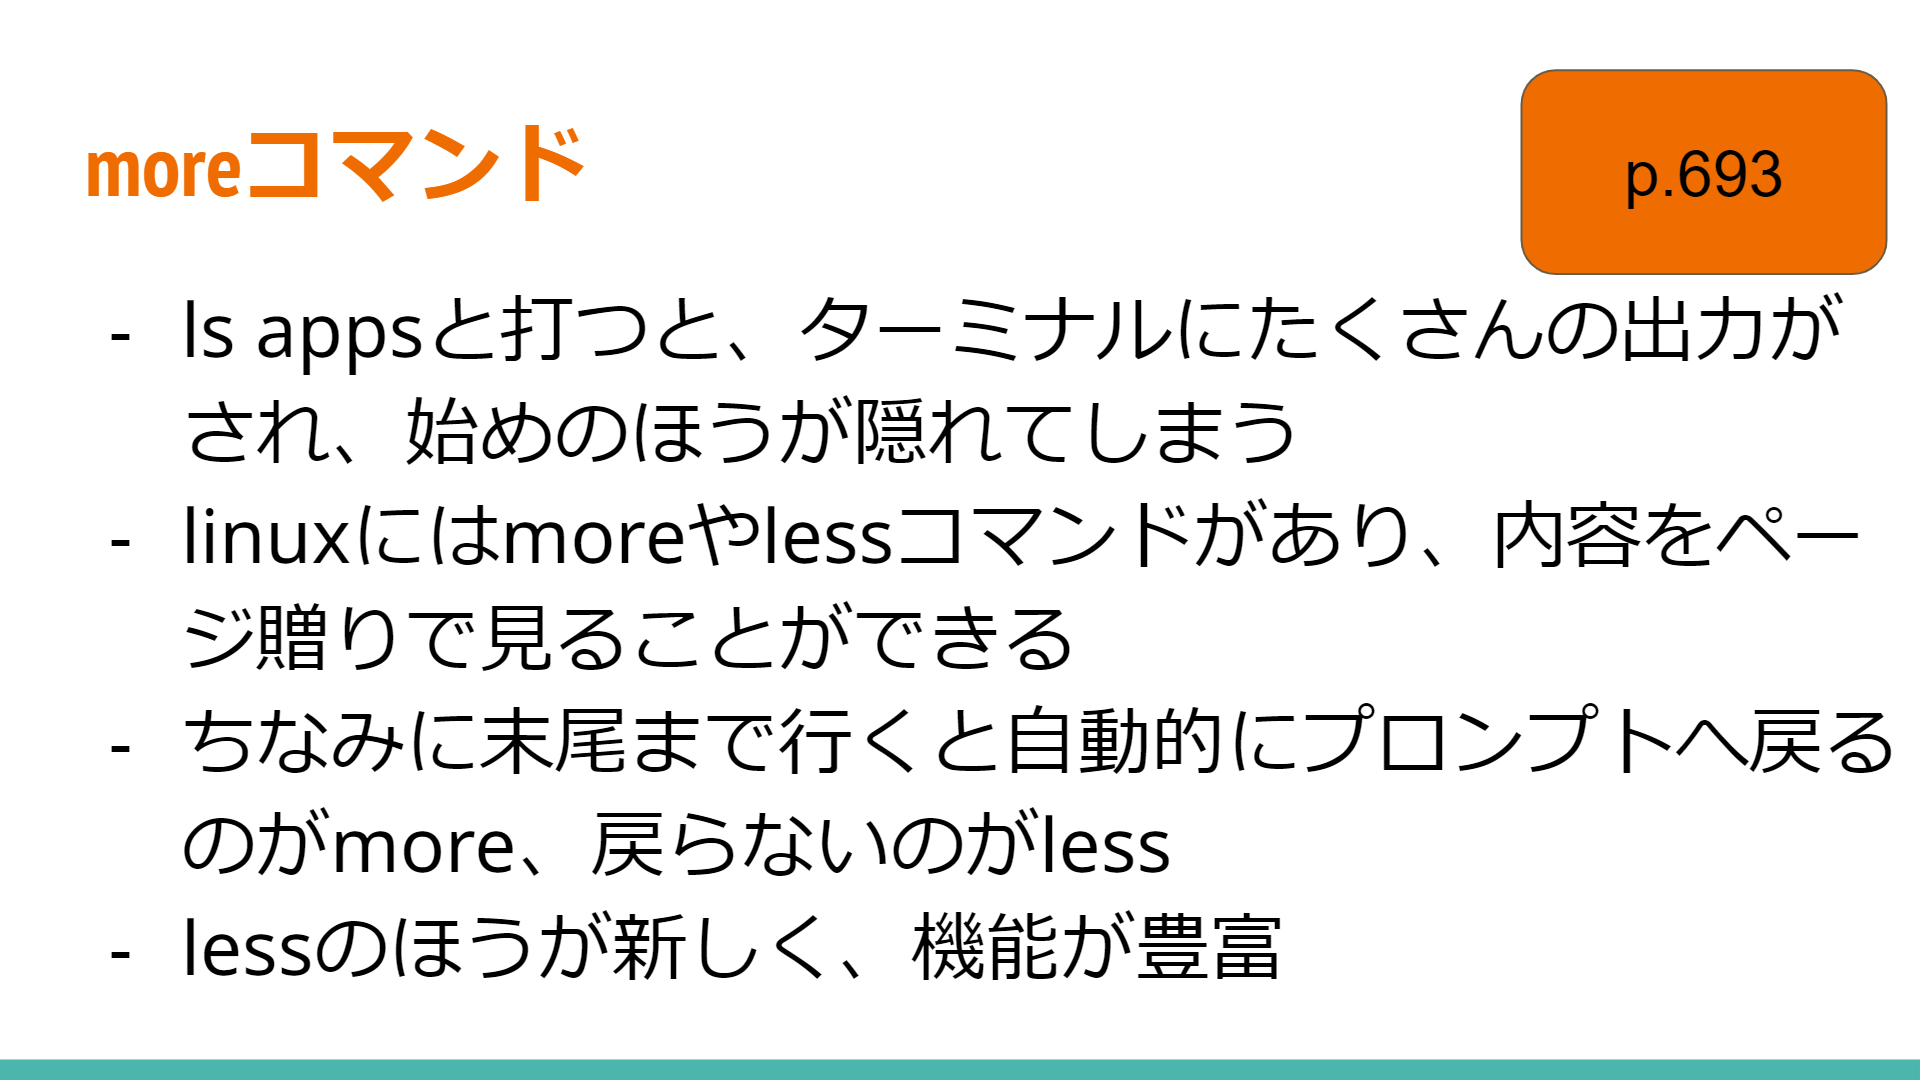 moreコマンド
p.693
- ls appsと打つと、ターミナルにたくさんの出力が
され、始めのほうが隠れてしまう
- linuxにはmoreやlessコマンドがあり、内容をペー
ジ贈りで見ることができる
- ちなみに末尾まで行くと自動的にプロンプトへ戻る
のがmore、戻らないのがless
- lessのほうが新しく、機能が豊富